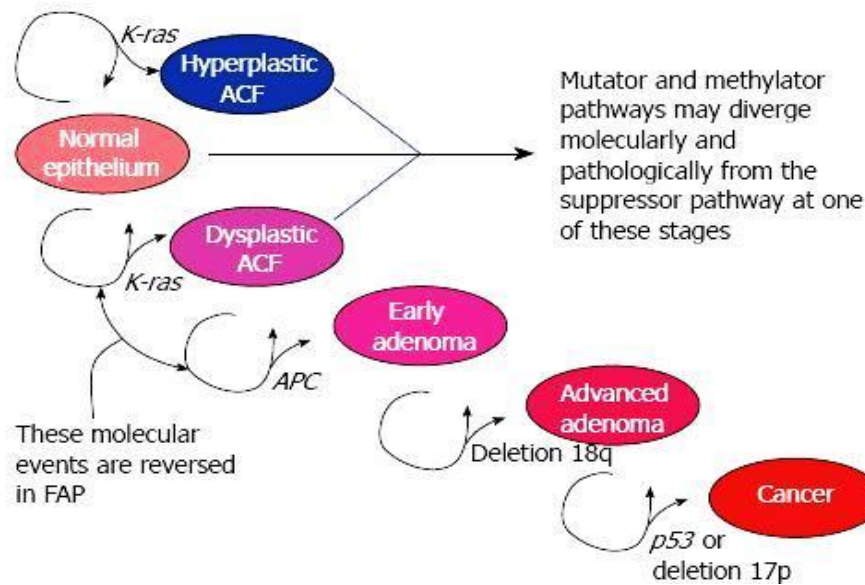 K-ras
Hyperplastic
ACF
Normal
epithelium
Mutator and methylator
pathways may diverge
molecularly and
pathologically from the
suppressor pathway at one
of these stages
Dysplastic
ACF
K-ras
Early
adenoma
APC
These molecular
events are reversed
in FAP
Advanced
adenoma
Deletion 18q
Cancer
p53 or
deletion 17p